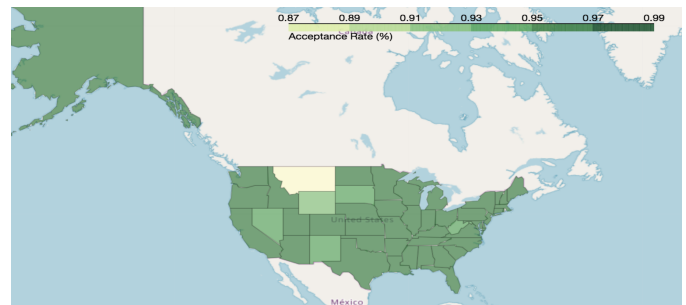 0.87 0.89 0.91 0.93 0.95 0.97 0.99
Acceptance Rate (%)
Canada
United States
México